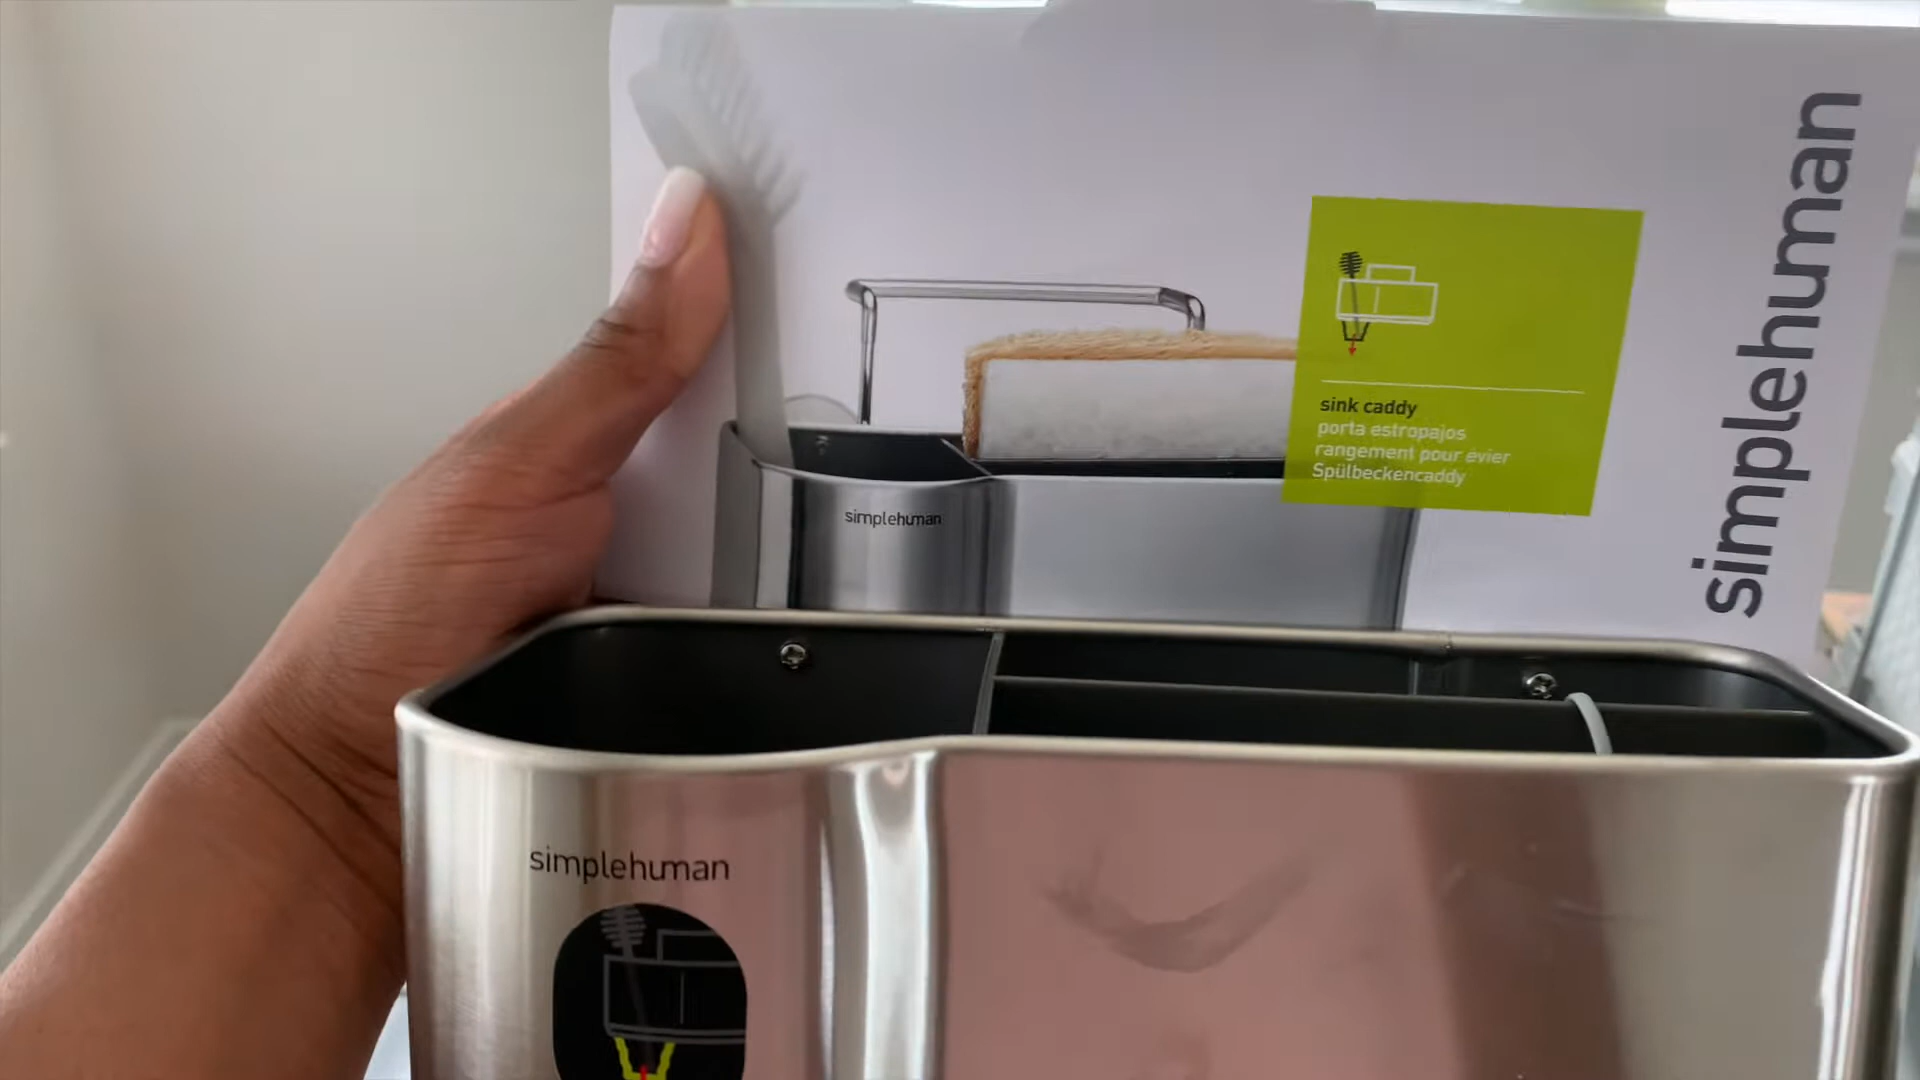 simplehuman
sink caddy
porta estropajos
rangement pour évier
Spülbeckencaddy
simplehuman
simplehuman